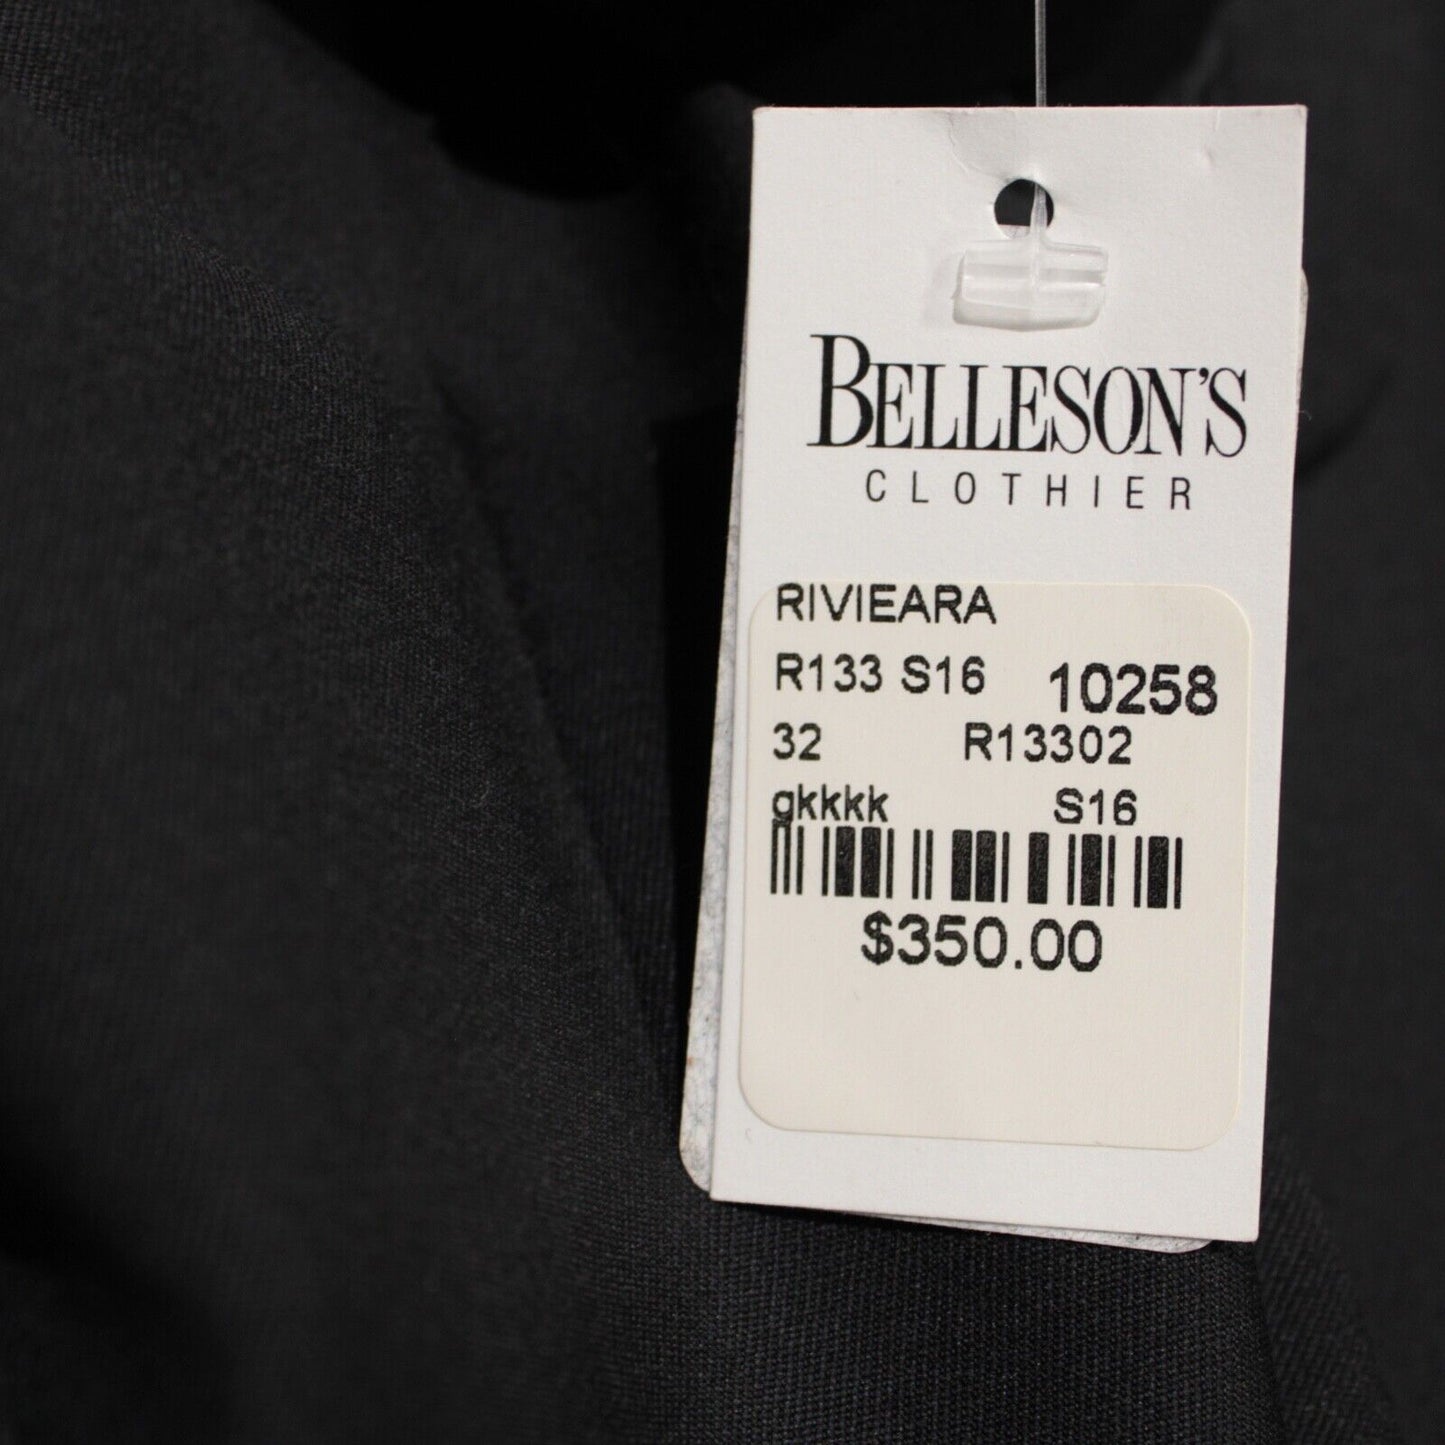 BELLESON'S
CLOTHIER
RIVIEARA
R133 S16 10258
32 R13302
gkkkk S16
$350.00